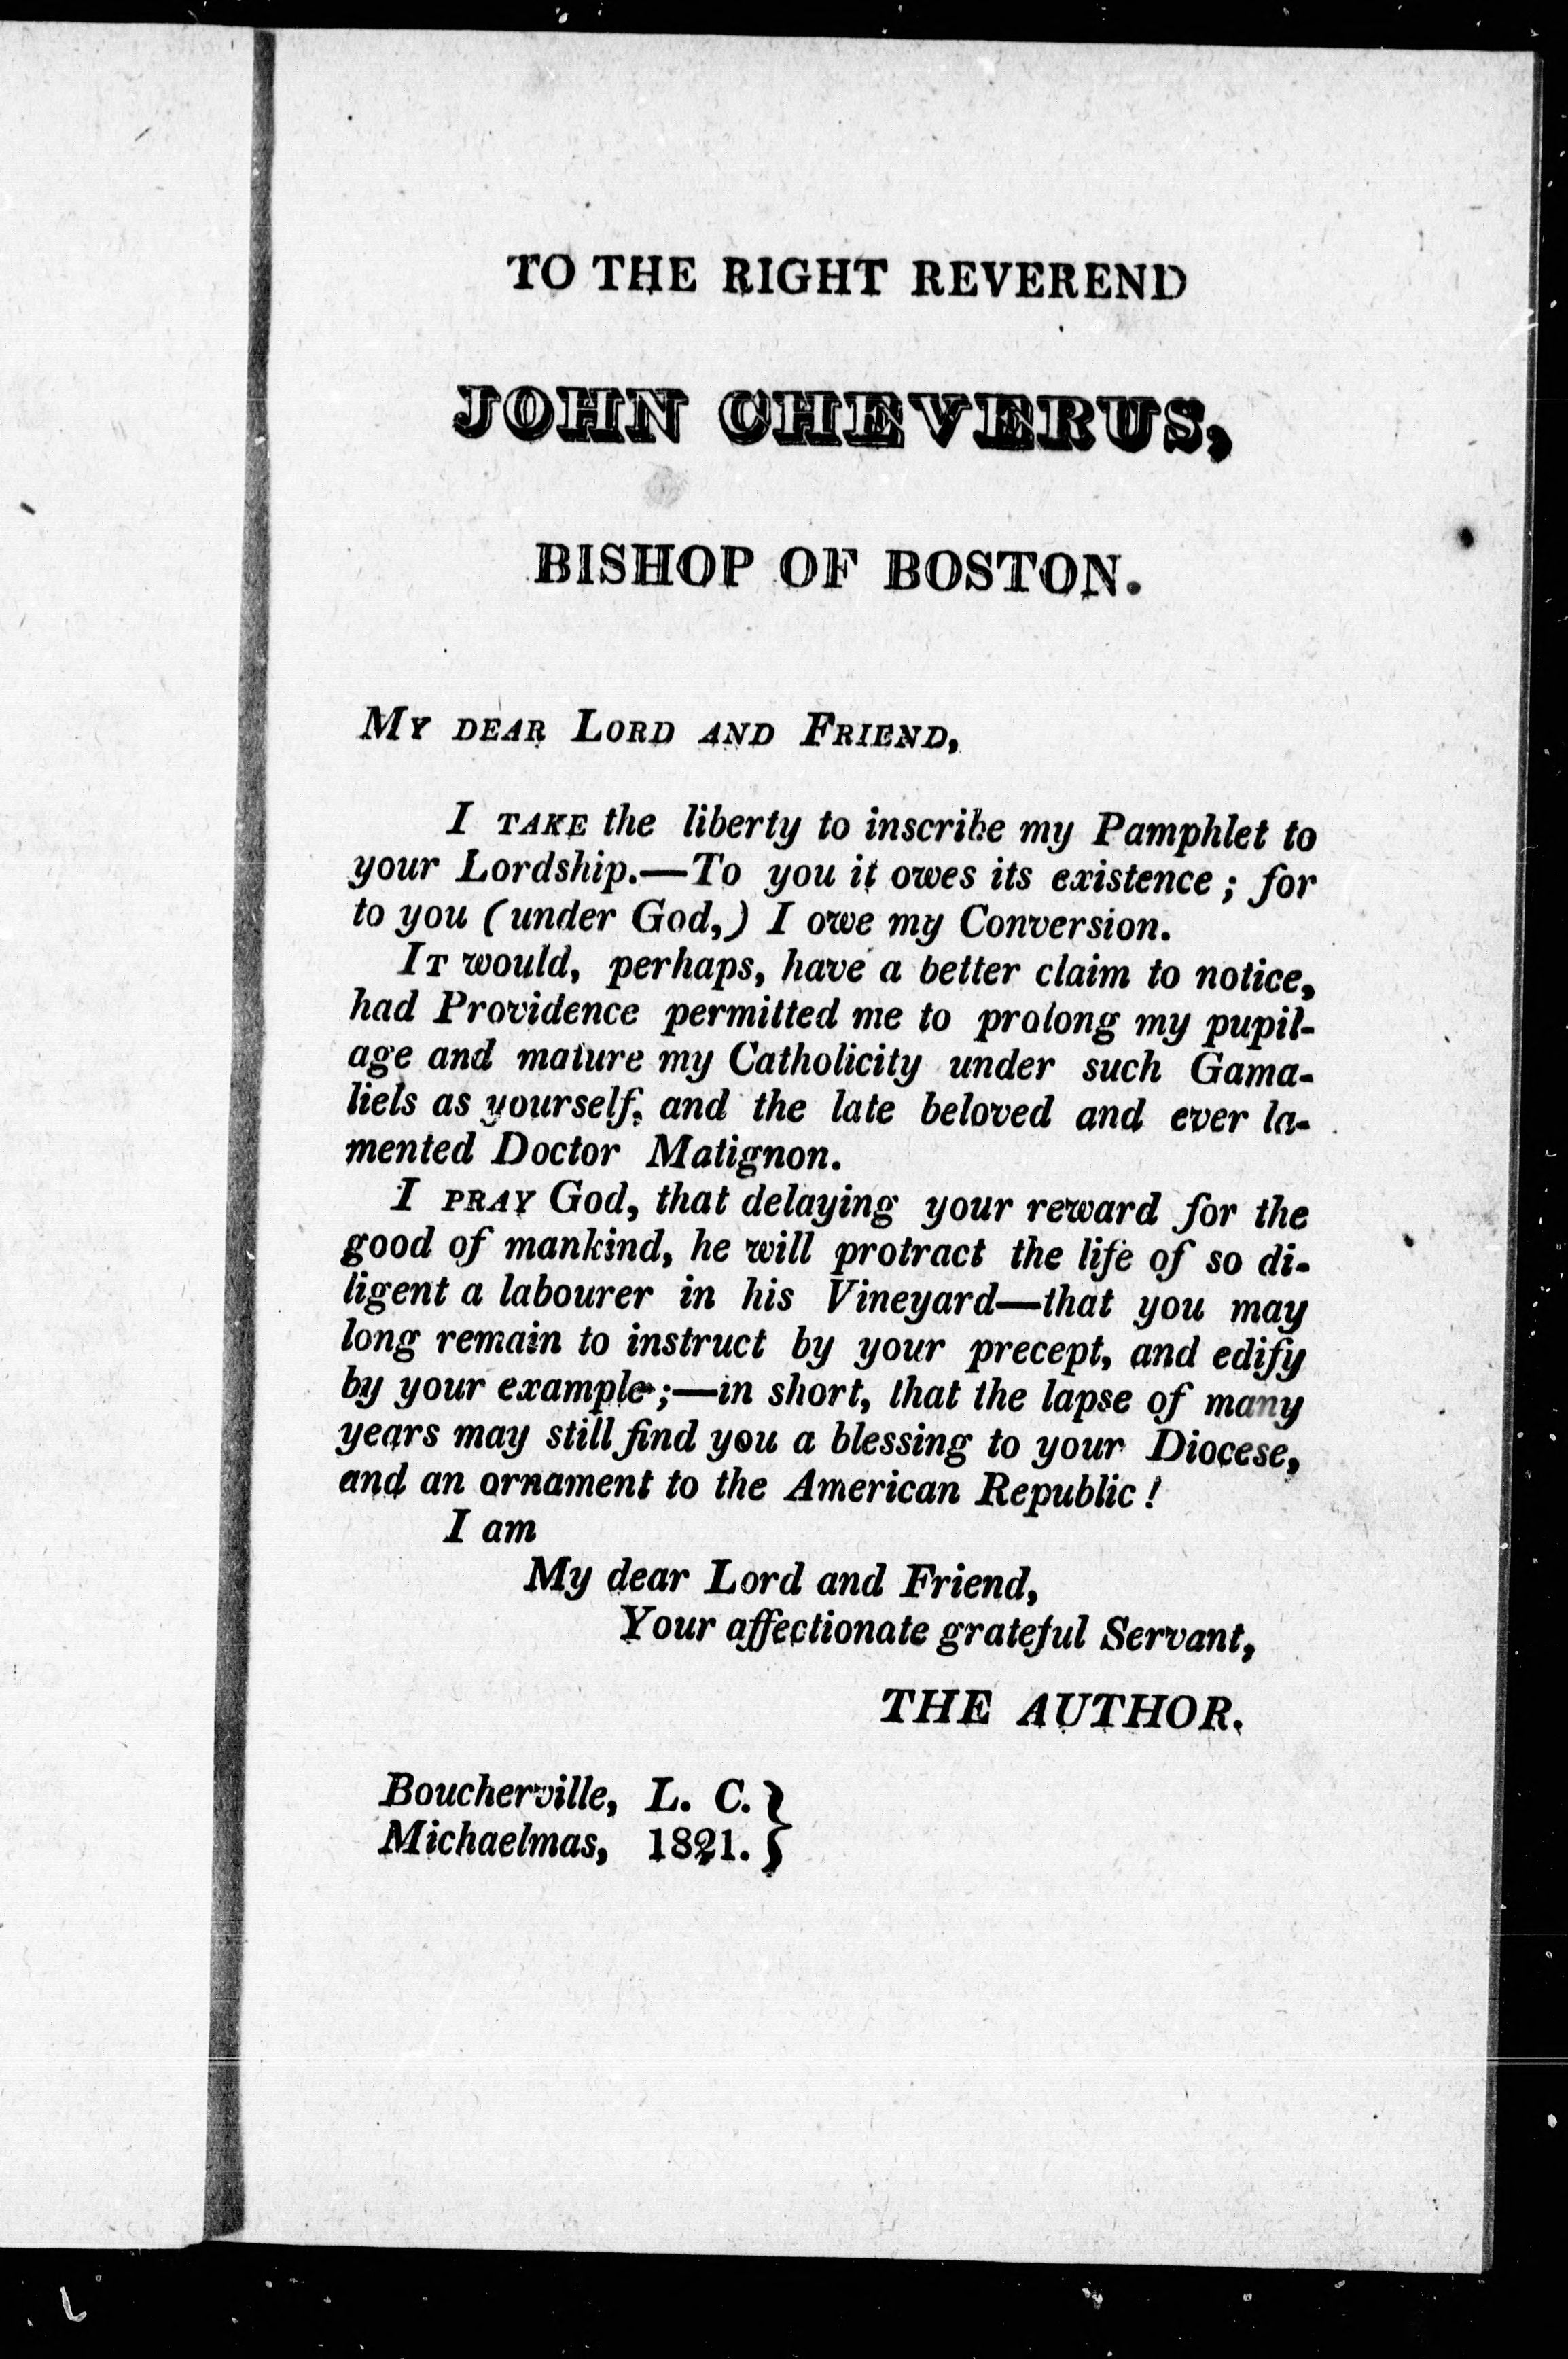 TO THE RIGHT REVEREND
JOHN CHEVERUS,
BISHOP OF BOSTON.
MY DEAR LORD AND FRIEND,
I TAKE the liberty to inscribe my Pamphlet to
your Lordship.—To you it owes its existence; for
to you (under God,) I owe my Conversion.
IT would, perhaps, have a better claim to notice,
had Providence permitted me to prolong my pupil-
age and mature my Catholicity under such Gama-
liels as yourself, and the late beloved and ever la-
mented Doctor Matignon.
I PRAY God, that delaying your reward for the
good of mankind, he will protract the life of so di-
ligent a labourer in his Vineyard—that you may
long remain to instruct by your precept, and edify
by your example;—in short, that the lapse of many
years may still find you a blessing to your Diocese,
and an ornament to the American Republic!
I am
My dear Lord and Friend,
Your affectionate grateful Servant,
THE AUTHOR.
Boucherville, L. C. }
Michaelmas, 1821.